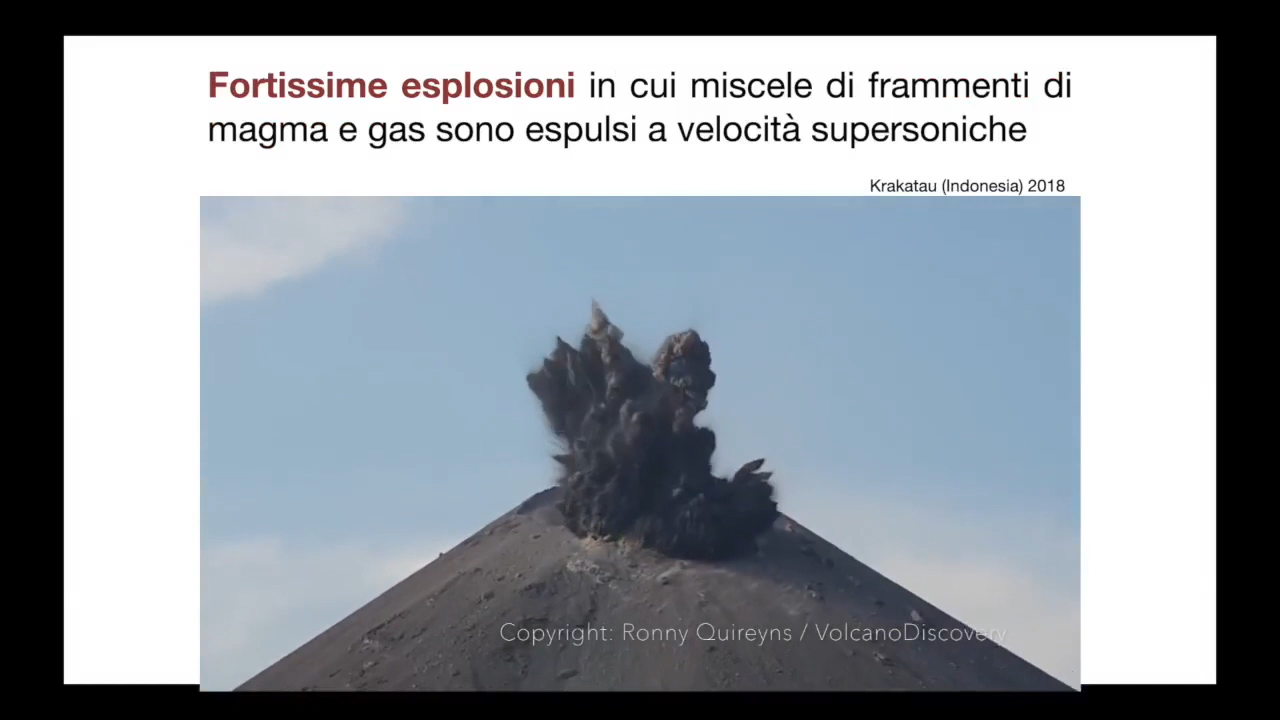 Fortissime esplosioni in cui miscele di frammenti di
magma e gas sono espulsi a velocità supersoniche
Krakatau (Indonesia) 2018
Copyright: Ronny Quireyns / VolcanoDiscovery